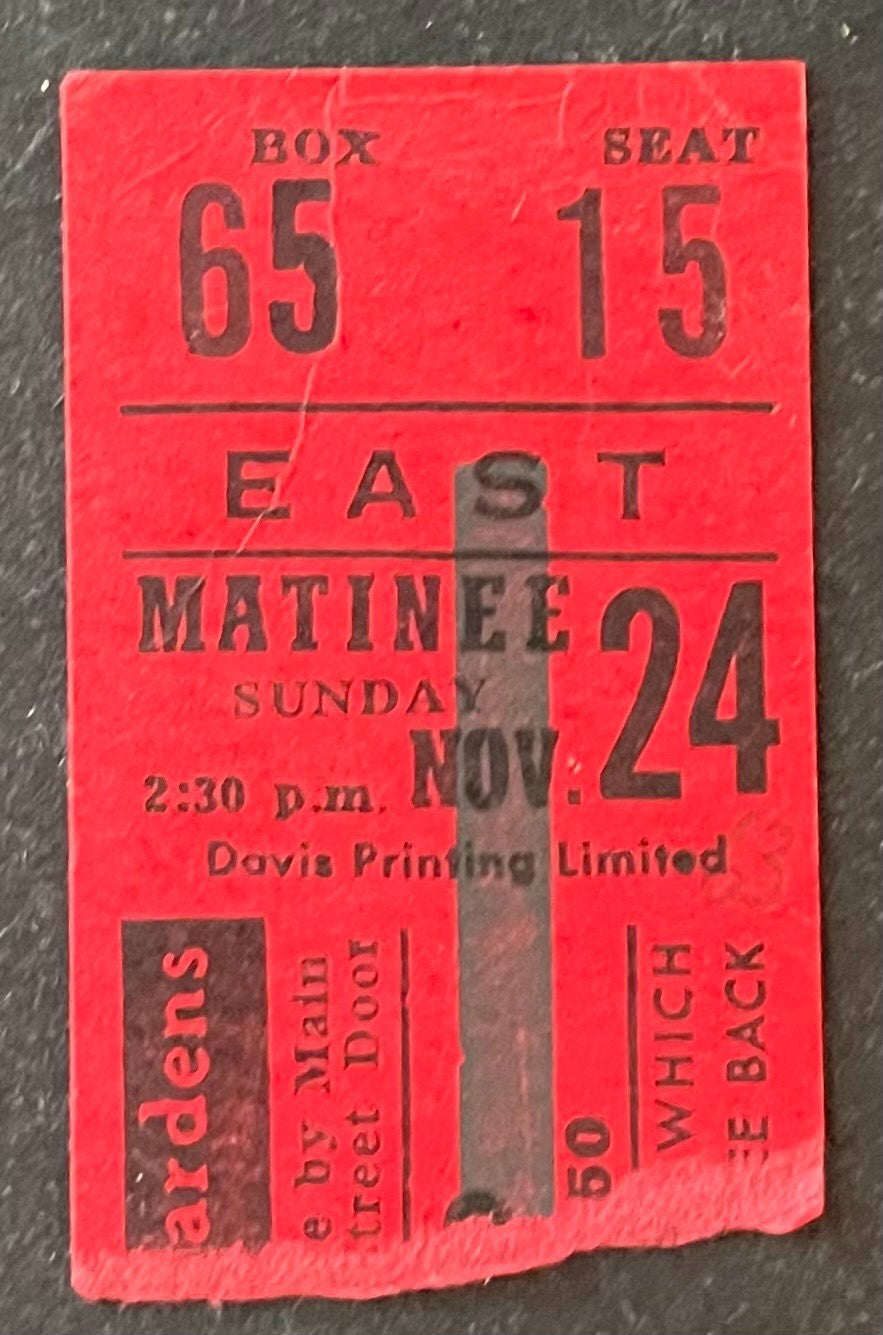 BOX SEAT
65 15
EAST
MATINEE
SUNDAY
2:30 p.m. NOV. 24
Davis Printing Limited
ardens
e by Main
treet Door
50
WHICH
EE BACK